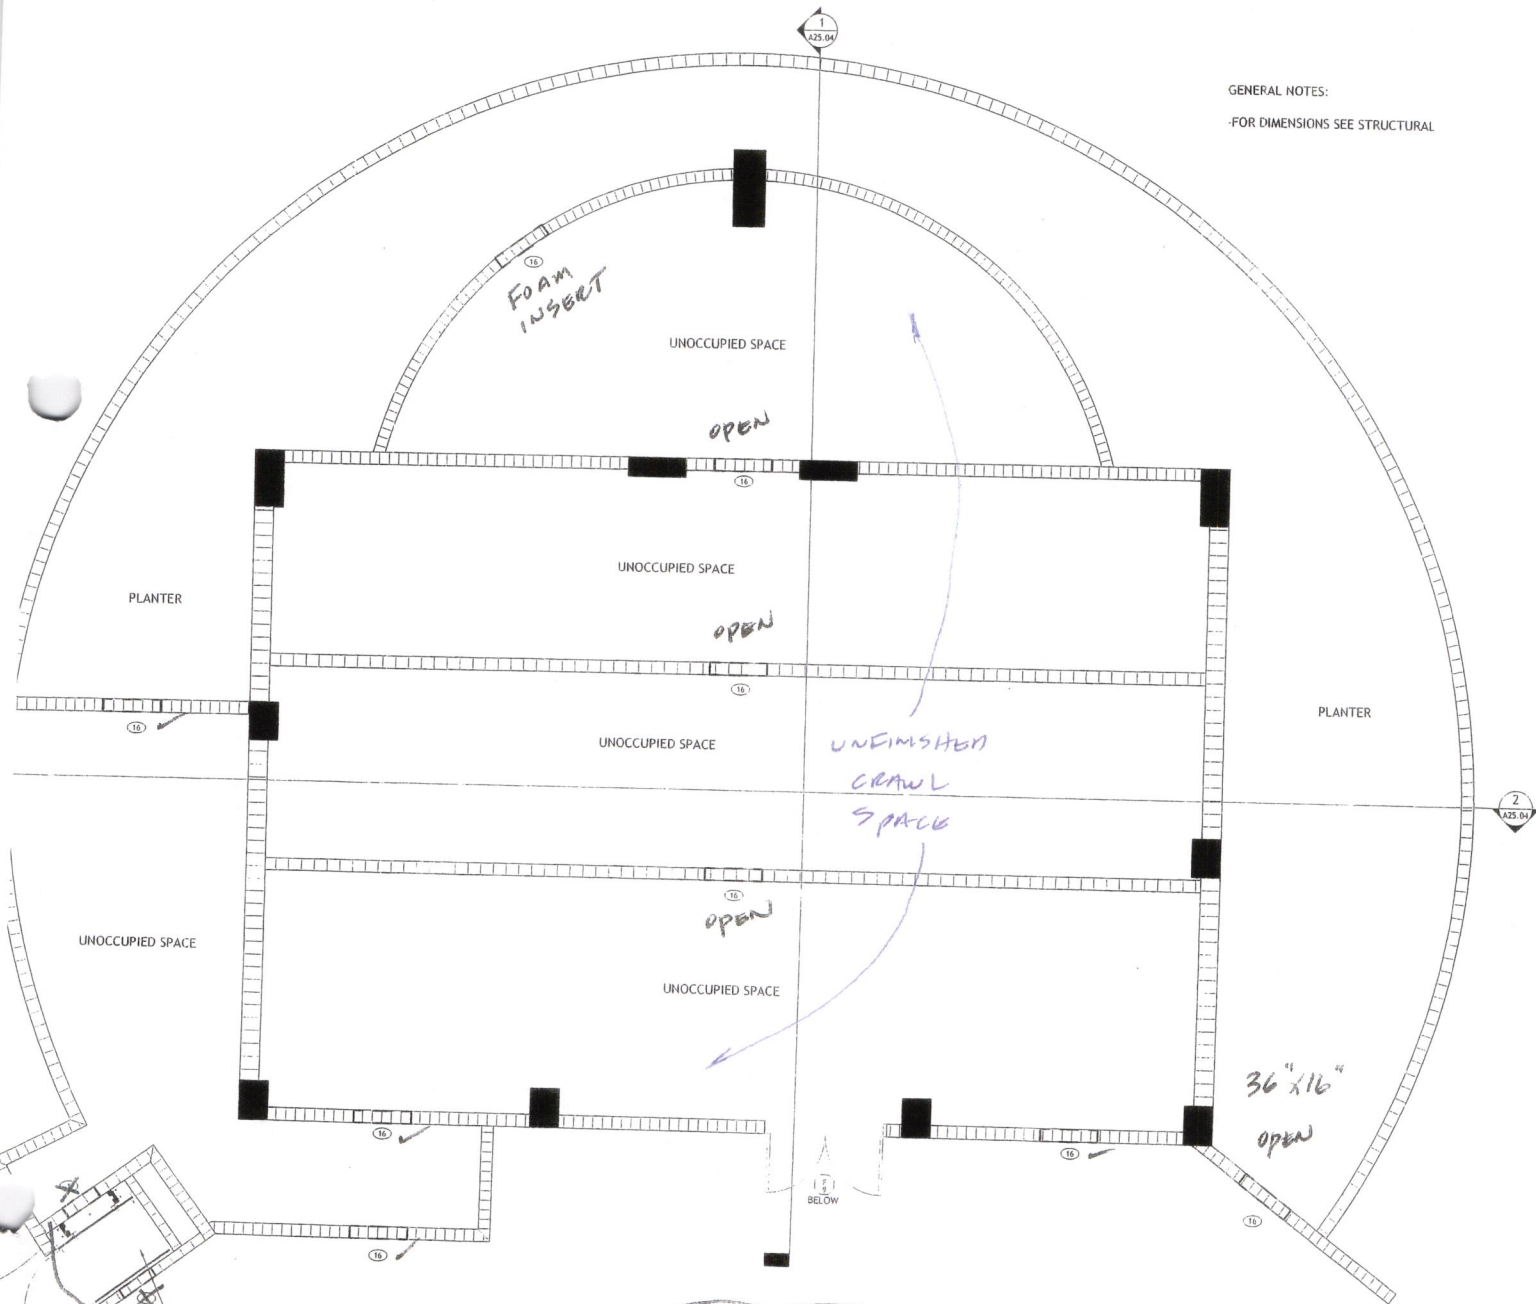 1
A25.04
GENERAL NOTES:
-FOR DIMENSIONS SEE STRUCTURAL
16
FOAM
INSERT
UNOCCUPIED SPACE
OPEN
16
UNOCCUPIED SPACE
PLANTER
OPEN
16
16
PLANTER
UNOCCUPIED SPACE
UNFINISHED
CRAWL
SPACE
2
A25.04
16
OPEN
UNOCCUPIED SPACE
UNOCCUPIED SPACE
36"X16"
OPEN
16
16
BELOW
16
16